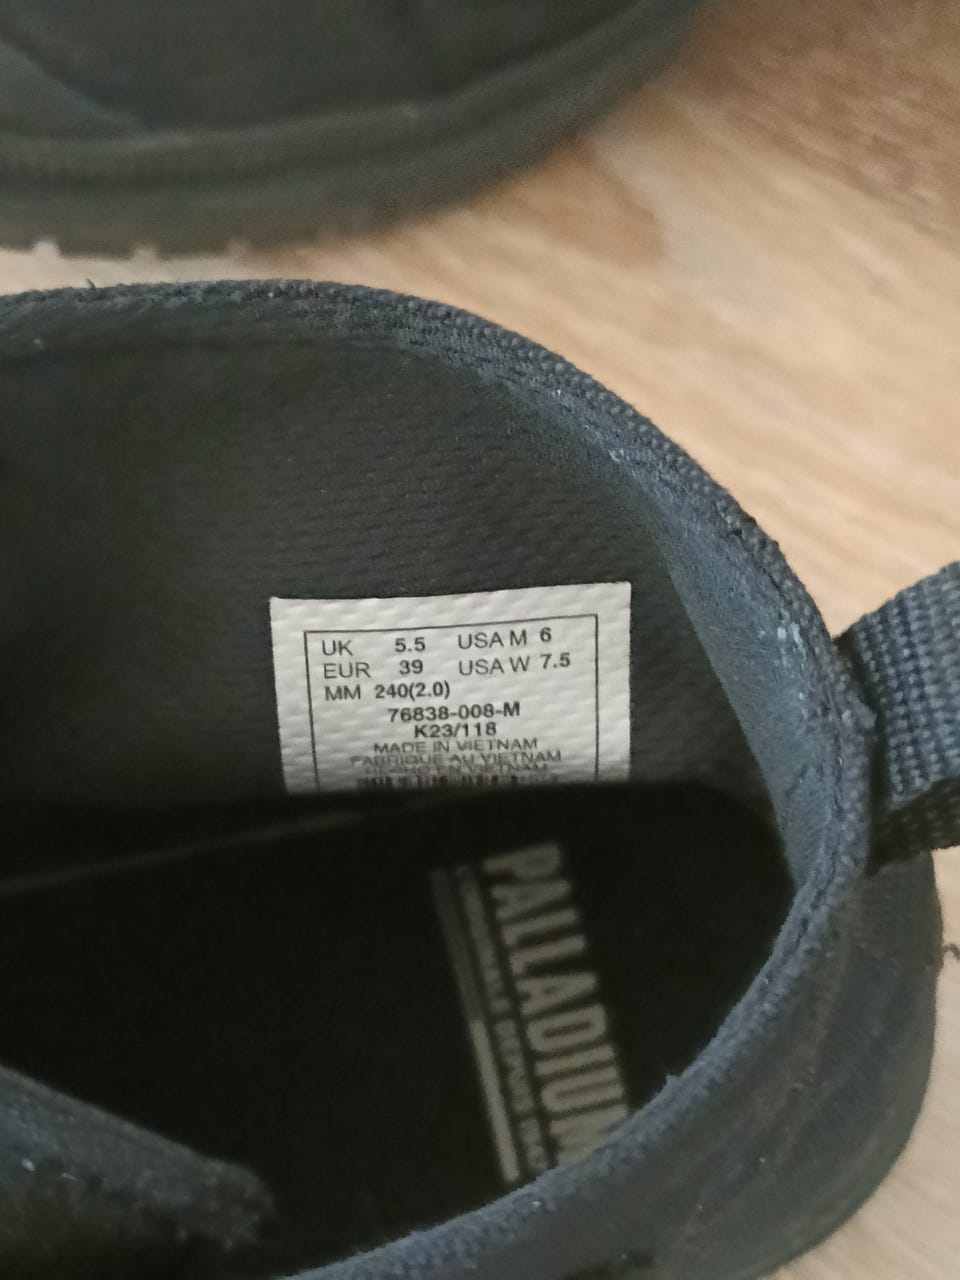 UK 5.5 USA M 6
EUR 39 USA W 7.5
MM 240(2.0)
76838-008-M
K23/118
MADE IN VIETNAM
FABRIQUE AU VIETNAM
PALLADIUM